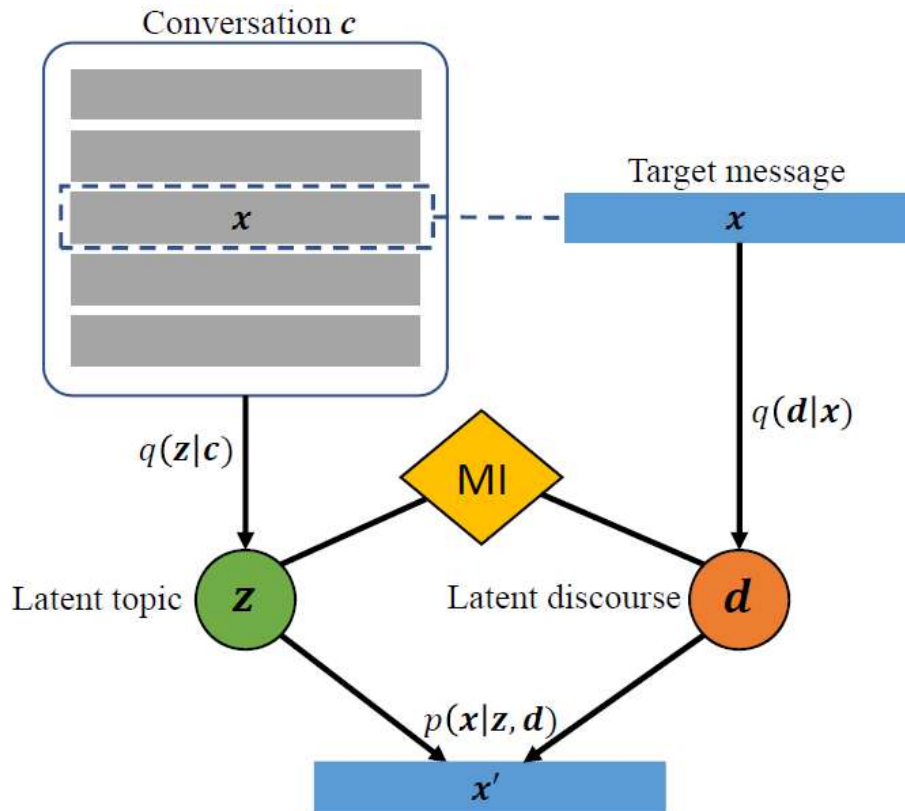 Conversation c
x
Target message
x
q(z|c)
q(d|x)
MI
Latent topic
z
Latent discourse
d
p(x|z, d)
x′